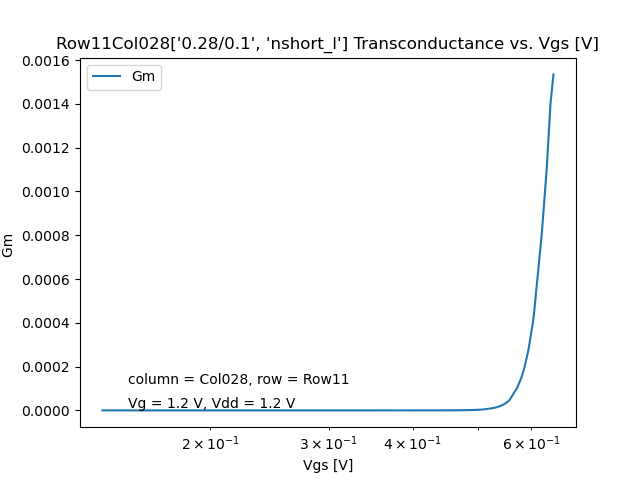 Row11Col028['0.28/0.1', 'nshort_l'] Transconductance vs. Vgs [V]
0.0016
Gm
0.0014
0.0012
0.0010
0.0008
Gm
0.0006
0.0004
0.0002
column = Col028, row = Row11
Vg = 1.2 V, Vdd = 1.2 V
0.0000
2 × 10⁻¹ 3 × 10⁻¹ 4 × 10⁻¹ 6 × 10⁻¹
Vgs [V]